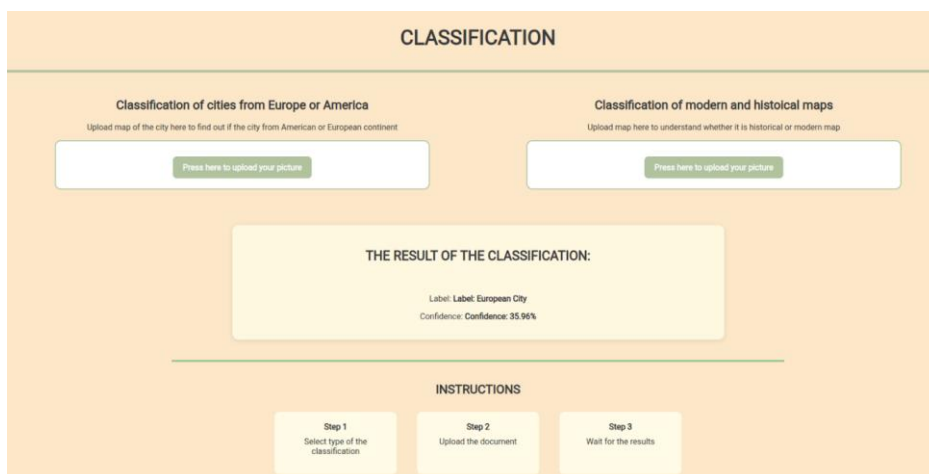 CLASSIFICATION
Classification of cities from Europe or America
Upload map of the city here to find out if the city from American or European continent
Press here to upload your picture
Classification of modern and histoical maps
Upload map here to understand whether it is historical or modern map
Press here to upload your picture
THE RESULT OF THE CLASSIFICATION:
Label: Label: European City
Confidence: Confidence: 35.96%
INSTRUCTIONS
Step 1
Select type of the
classification
Step 2
Upload the document
Step 3
Wait for the results